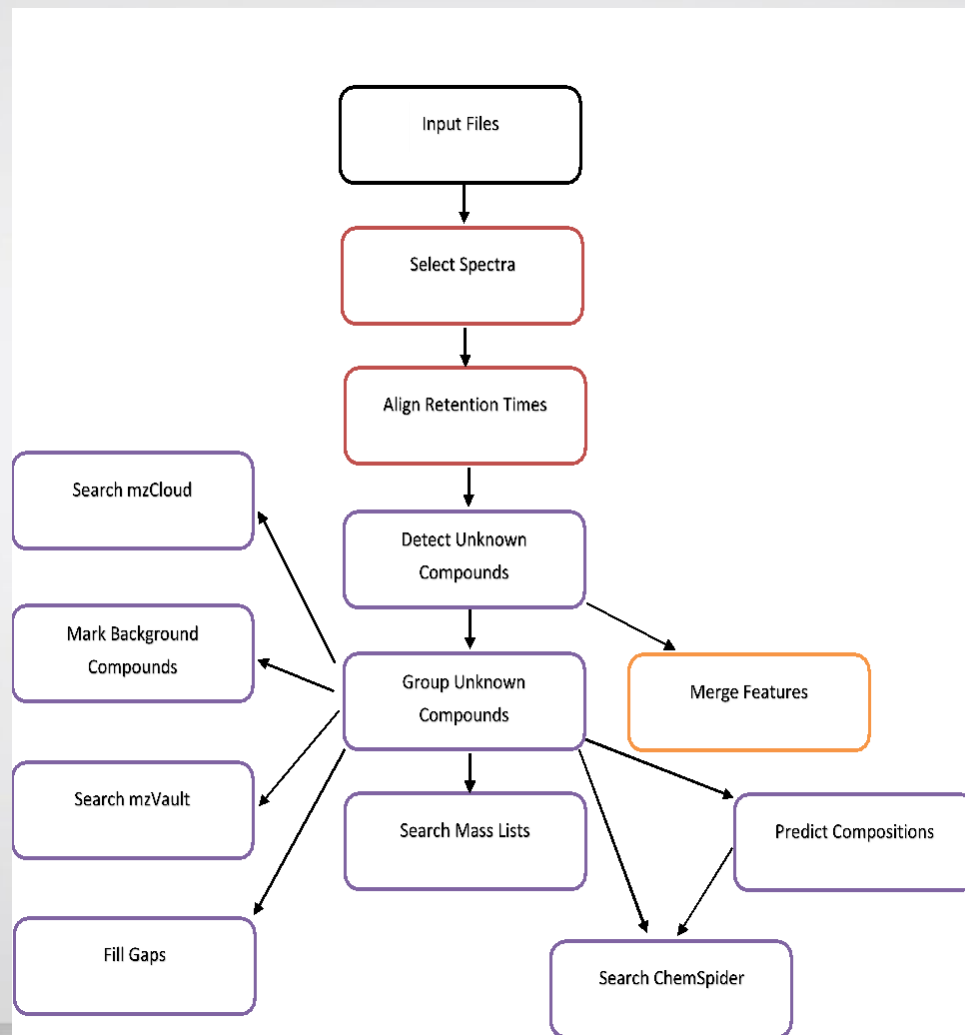 Input Files
Select Spectra
Align Retention Times
Search mzCloud
Detect Unknown
Compounds
Mark Background
Compounds
Group Unknown
Compounds
Merge Features
Search mzVault
Search Mass Lists
Predict Compositions
Fill Gaps
Search ChemSpider